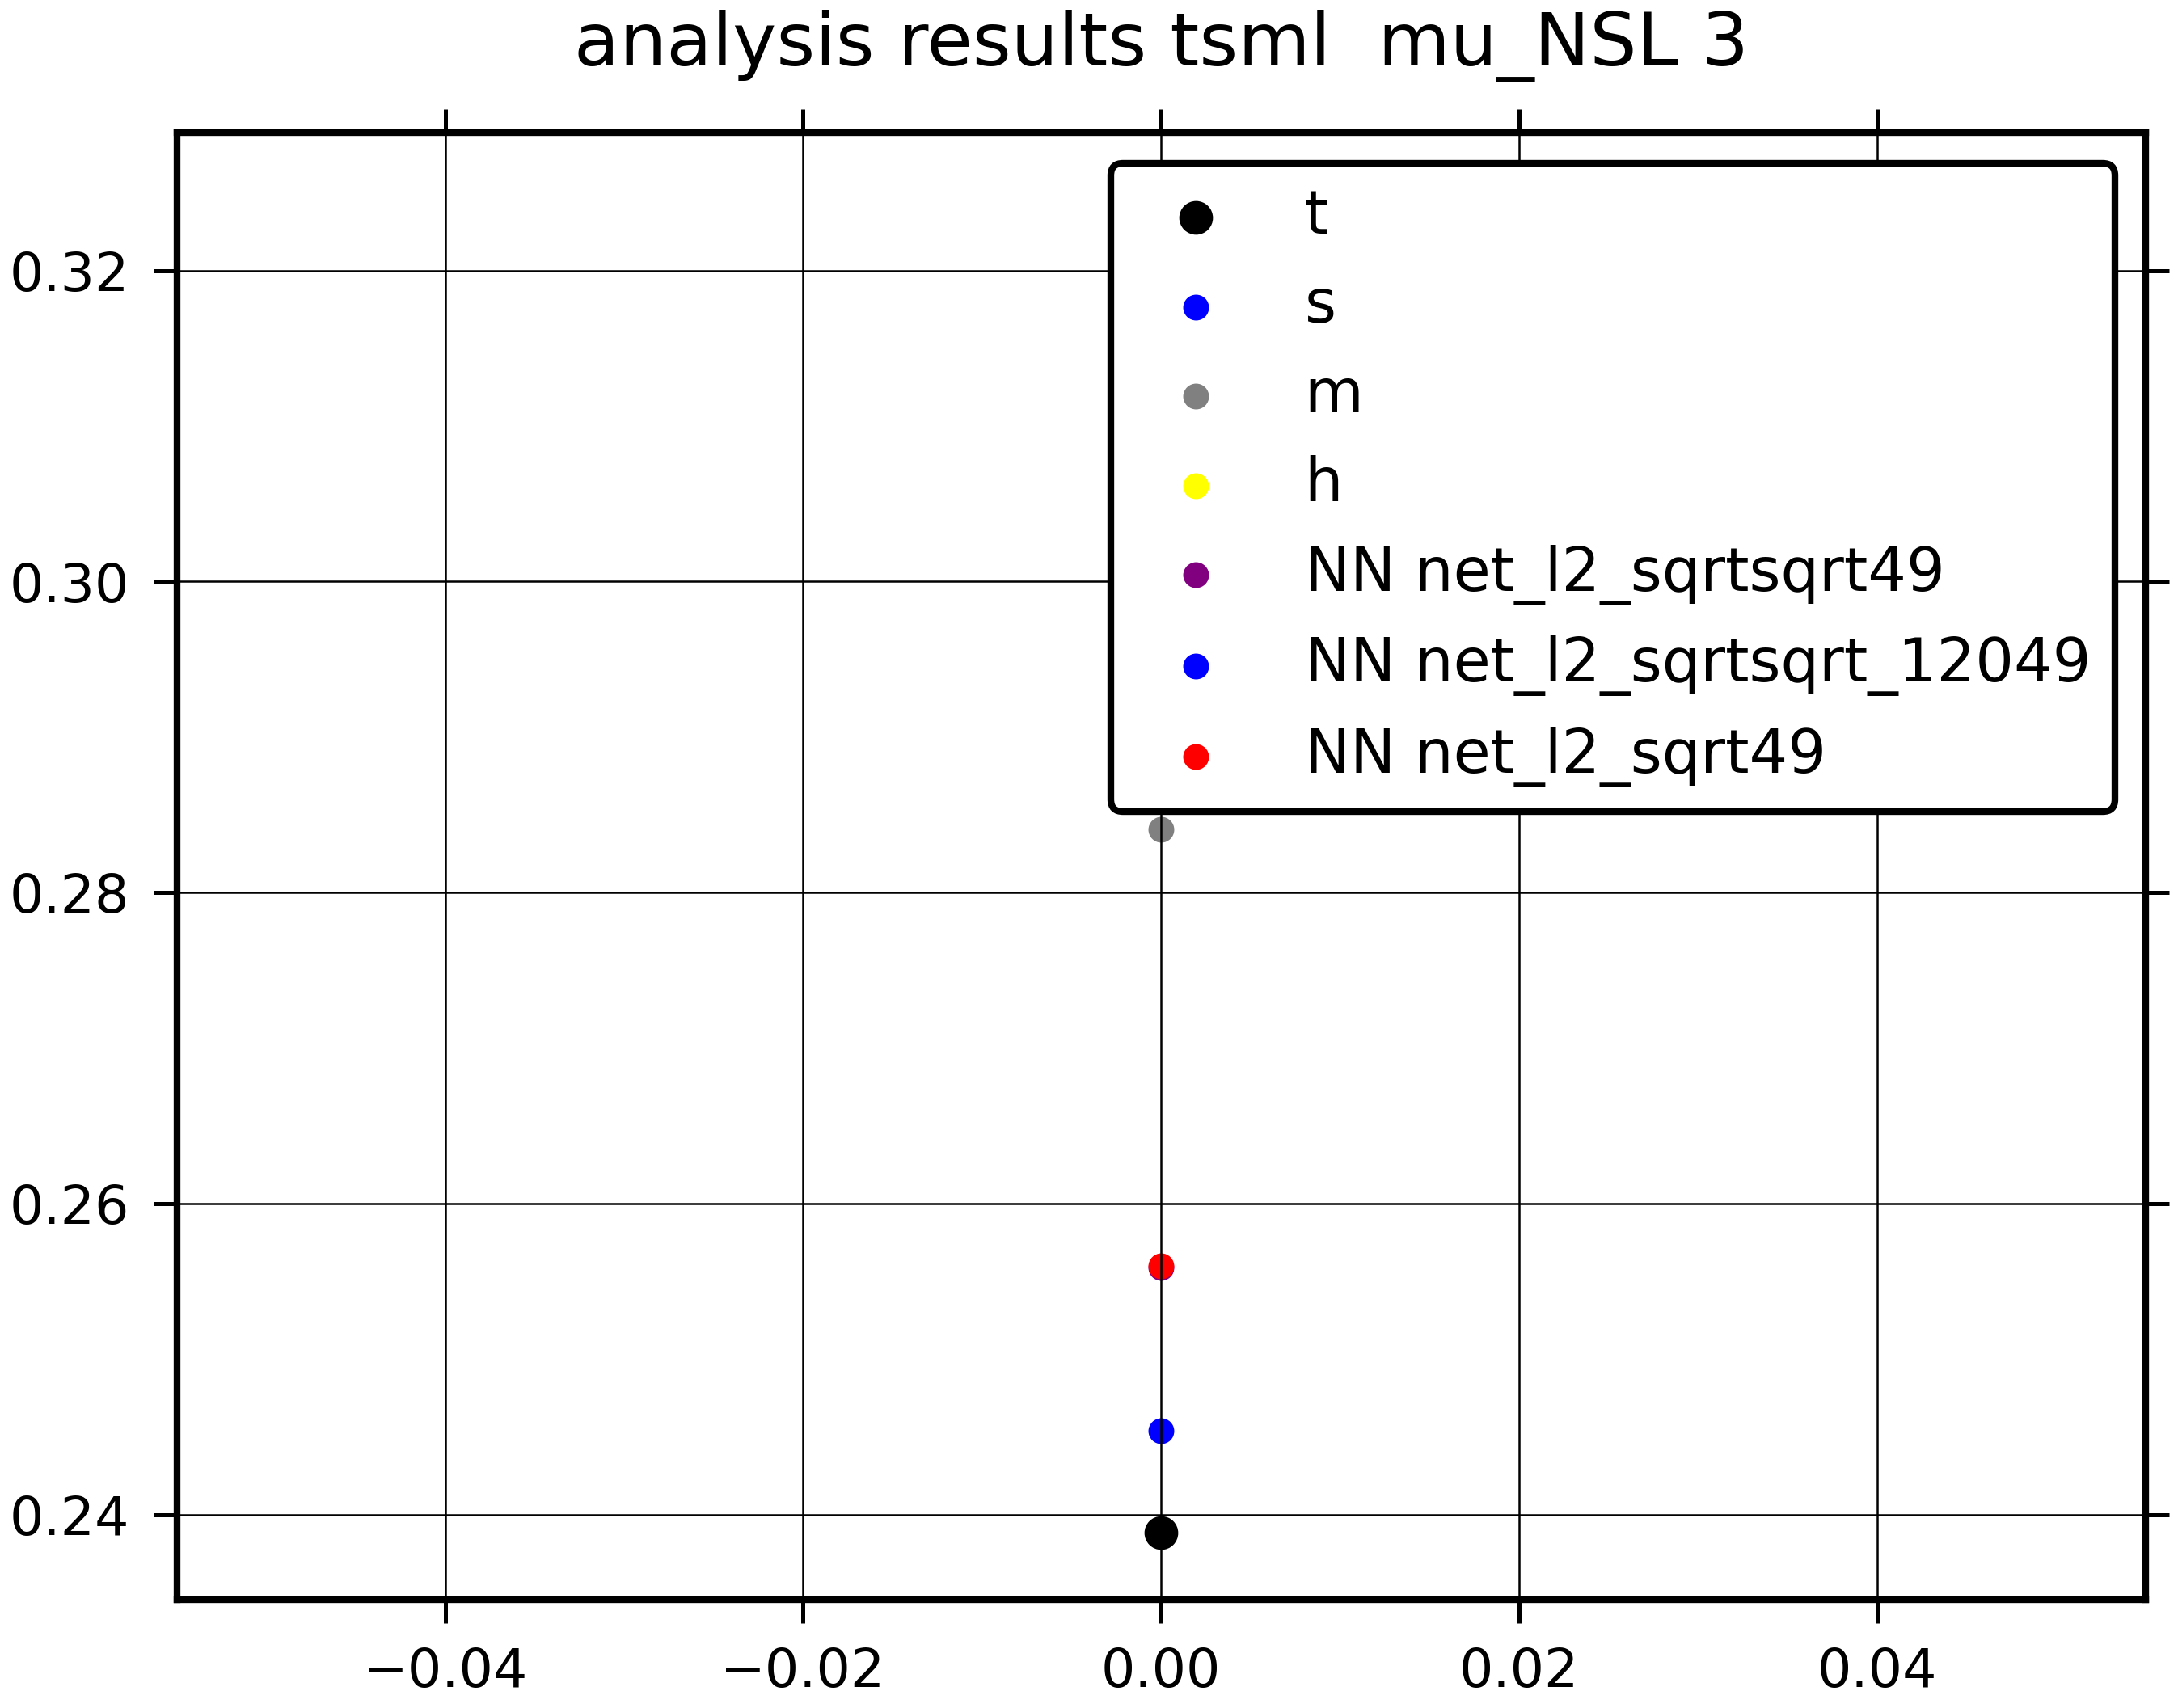 analysis results tsml  mu_NSL 3
0.32
0.30
0.28
0.26
0.24
t
s
m
h
NN net_l2_sqrtsqrt49
NN net_l2_sqrtsqrt_12049
NN net_l2_sqrt49
−0.04 −0.02 0.00 0.02 0.04